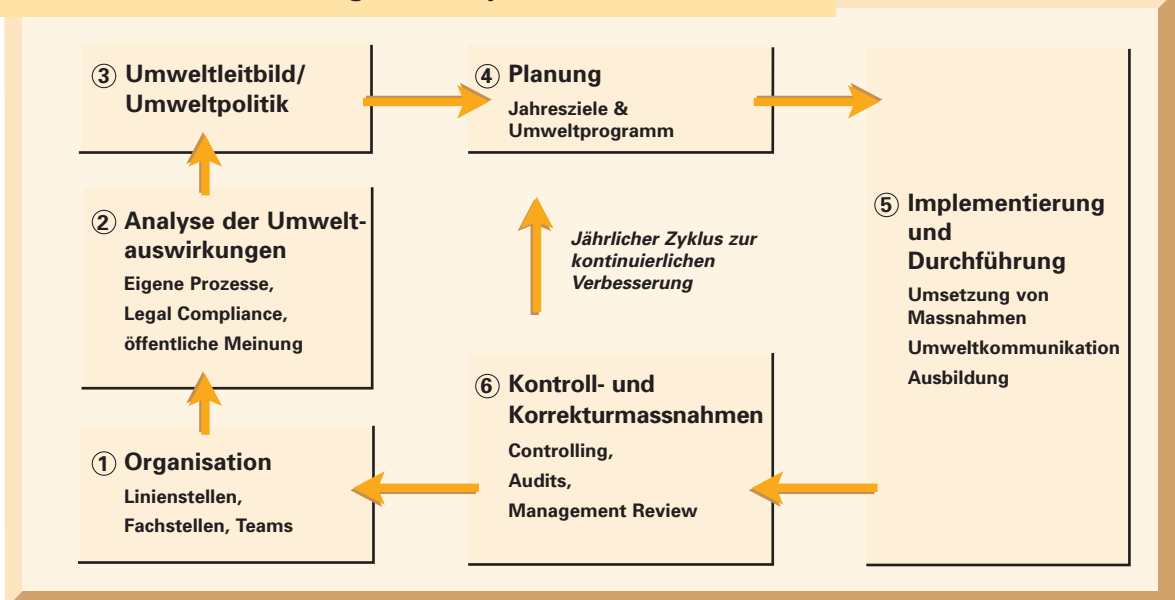 ① Organisation
Linienstellen,
Fachstellen, Teams
② Analyse der Umwelt-
auswirkungen
Eigene Prozesse,
Legal Compliance,
öffentliche Meinung
③ Umweltleitbild/
Umweltpolitik
④ Planung
Jahresziele &
Umweltprogramm
⑤ Implementierung
und
Durchführung
Umsetzung von
Massnahmen
Umweltkommunikation
Ausbildung
⑥ Kontroll- und
Korrekturmassnahmen
Controlling,
Audits,
Management Review
Jährlicher Zyklus zur
kontinuierlichen
Verbesserung